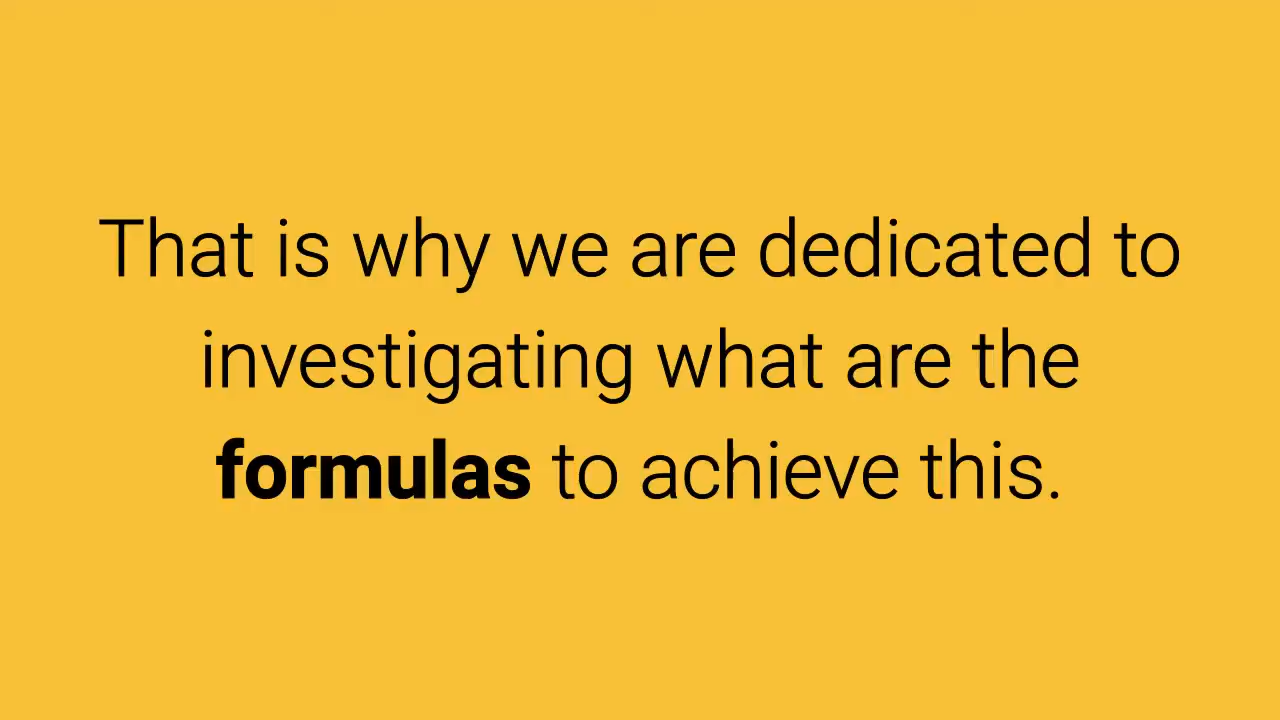 That is why we are dedicated to
investigating what are the
formulas to achieve this.